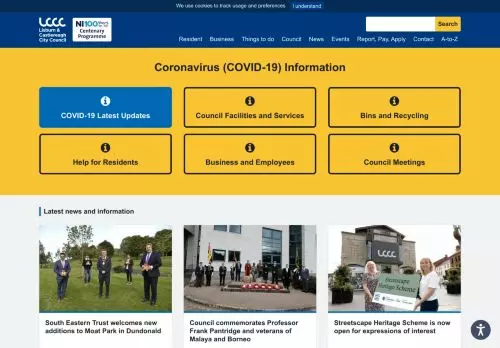 We use cookies to track usage and preferences I understand
LCCC
Lisburn &
Castlereagh
City Council
NI100
Centenary
Programme
Search
Resident Business Things to do Council News Events Report, Pay, Apply Contact A-to-Z
Coronavirus (COVID-19) Information
COVID-19 Latest Updates
Council Facilities and Services
Bins and Recycling
Help for Residents
Business and Employees
Council Meetings
Latest news and information
LCCC
Streetscape
Heritage Scheme
South Eastern Trust welcomes new
additions to Moat Park in Dundonald
Council commemorates Professor
Frank Pantridge and veterans of
Malaya and Borneo
Streetscape Heritage Scheme is now
open for expressions of interest